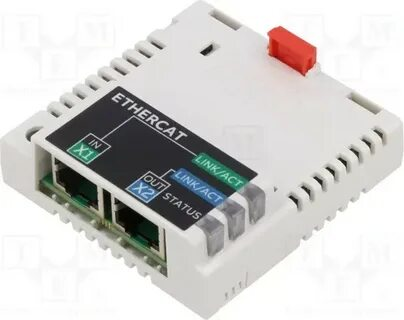 ETHERCAT
IN
X1
LINK/ACT
OUT
X2
LINK/ACT
STATUS